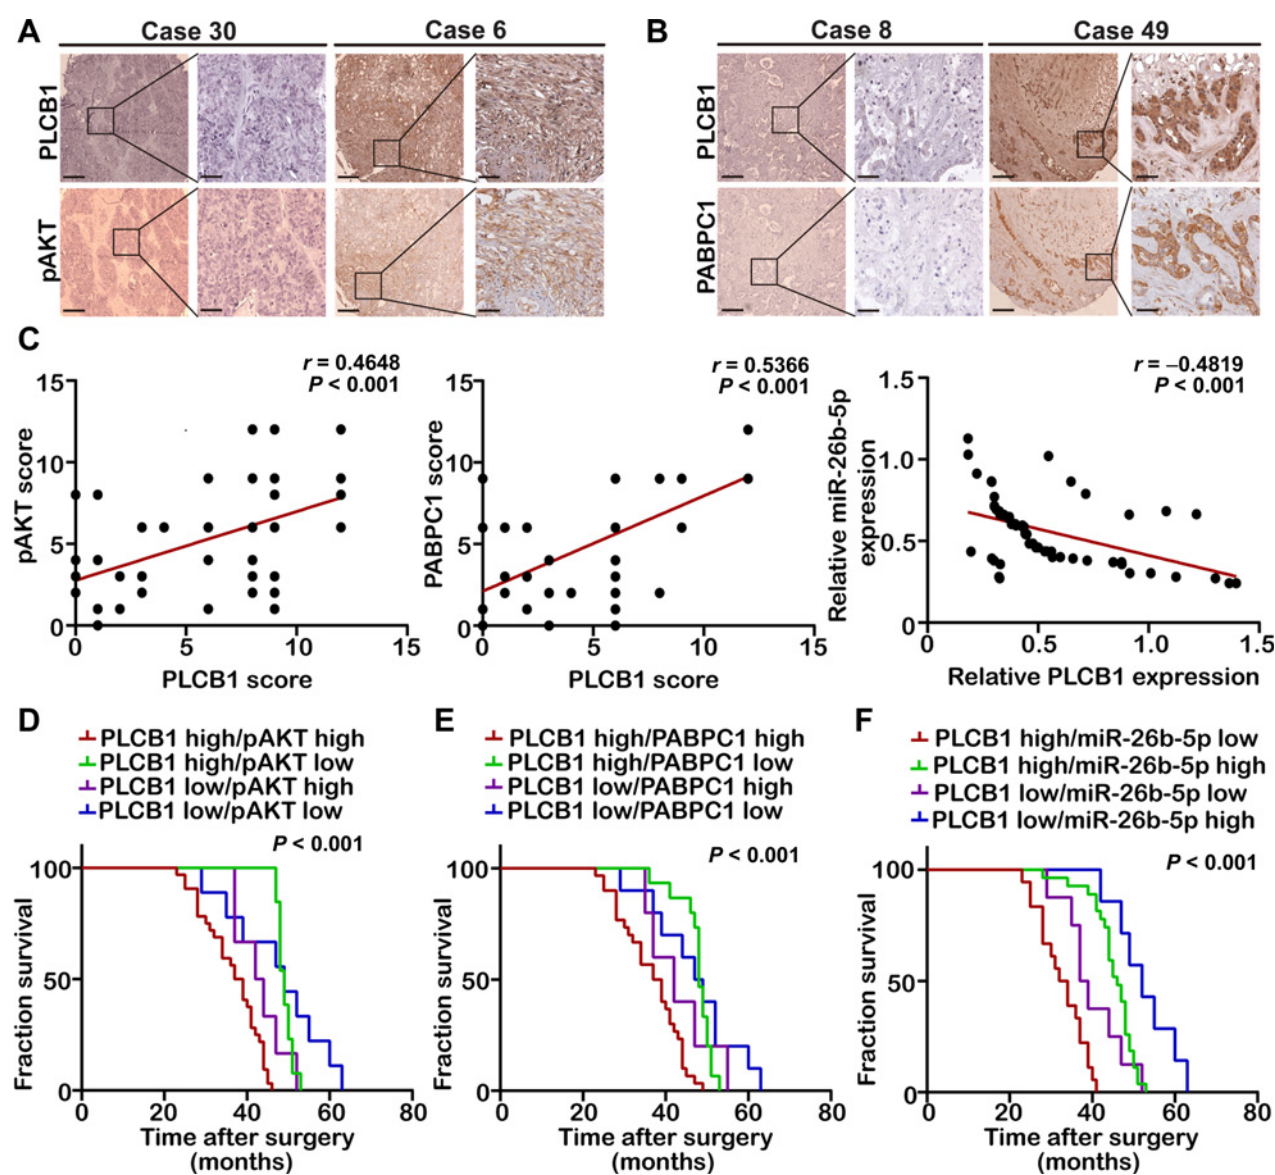 A
Case 30
Case 6
PLCB1
pAKT
B
Case 8
Case 49
PLCB1
PABPC1
C
r = 0.4648
P < 0.001
15
10
5
0
pAKT score
0 5 10 15
PLCB1 score
r = 0.5366
P < 0.001
15
10
5
0
PABPC1 score
0 5 10 15
PLCB1 score
r = –0.4819
P < 0.001
1.5
1.0
0.5
0
Relative miR-26b-5p
expression
0 0.5 1.0 1.5
Relative PLCB1 expression
D
PLCB1 high/pAKT high
PLCB1 high/pAKT low
PLCB1 low/pAKT high
PLCB1 low/pAKT low
P < 0.001
100
50
0
Fraction survival
0 20 40 60 80
Time after surgery
(months)
E
PLCB1 high/PABPC1 high
PLCB1 high/PABPC1 low
PLCB1 low/PABPC1 high
PLCB1 low/PABPC1 low
P < 0.001
100
50
0
Fraction survival
0 20 40 60 80
Time after surgery
(months)
F
PLCB1 high/miR-26b-5p low
PLCB1 high/miR-26b-5p high
PLCB1 low/miR-26b-5p low
PLCB1 low/miR-26b-5p high
P < 0.001
100
50
0
Fraction survival
0 20 40 60 80
Time after surgery
(months)